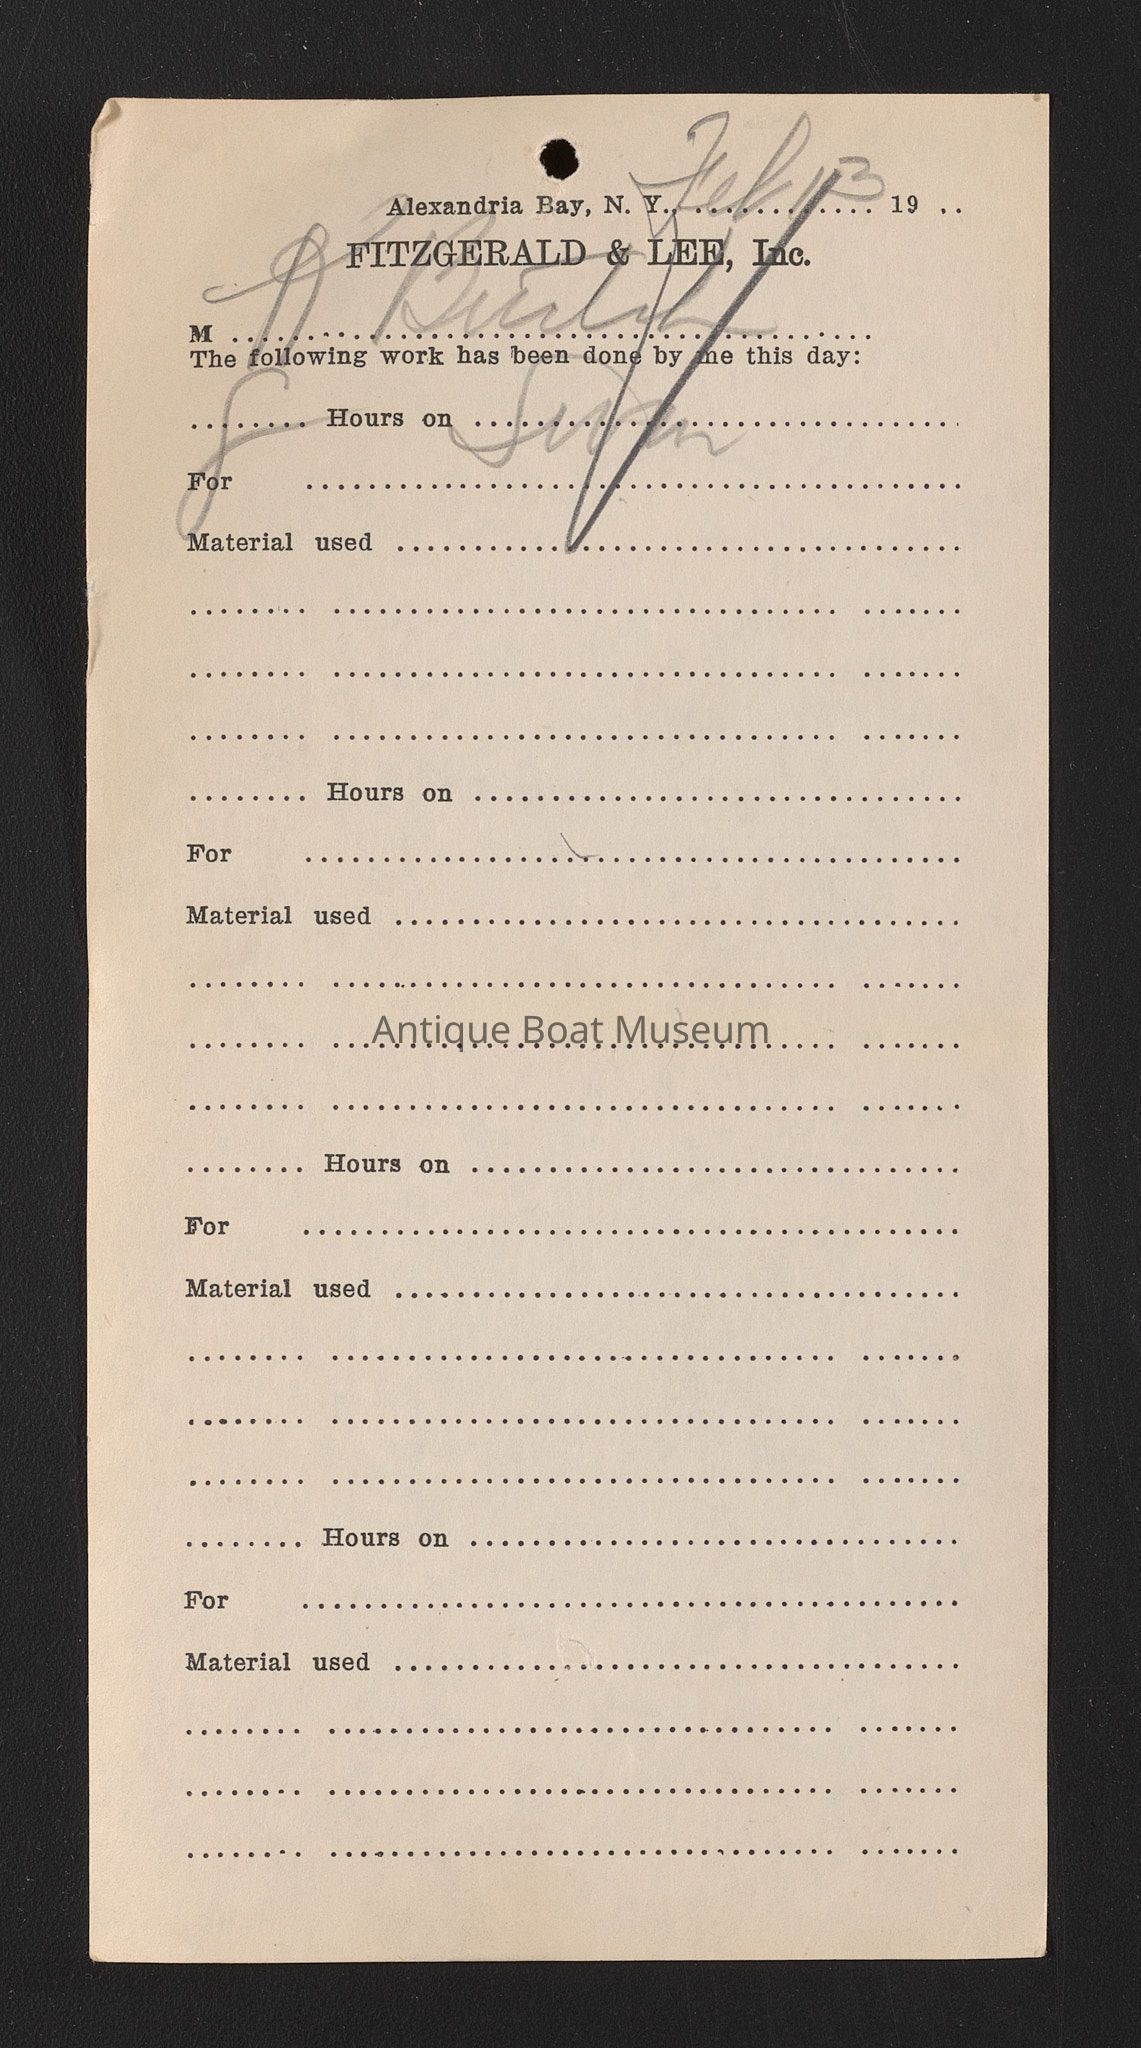 Feb 13
Alexandria Bay, N. Y. .............. 19 ..
FITZGERALD & LEE, Inc.
M ..........................................
The following work has been done by me this day:
8 Hours on Swan
For ..........................................
Material used ....................................
........ ................................. .......
........ ................................. .......
........ ................................. .......
........ Hours on ................................
For ..........................................
Material used ....................................
........ ................................. .......
Antique Boat Museum
........ ................................. .......
........ ................................. .......
........ Hours on ................................
For ..........................................
Material used ....................................
........ ................................. .......
........ ................................. .......
........ ................................. .......
........ Hours on ................................
For ..........................................
Material used ....................................
........ ................................. .......
........ ................................. .......
........ ................................. .......